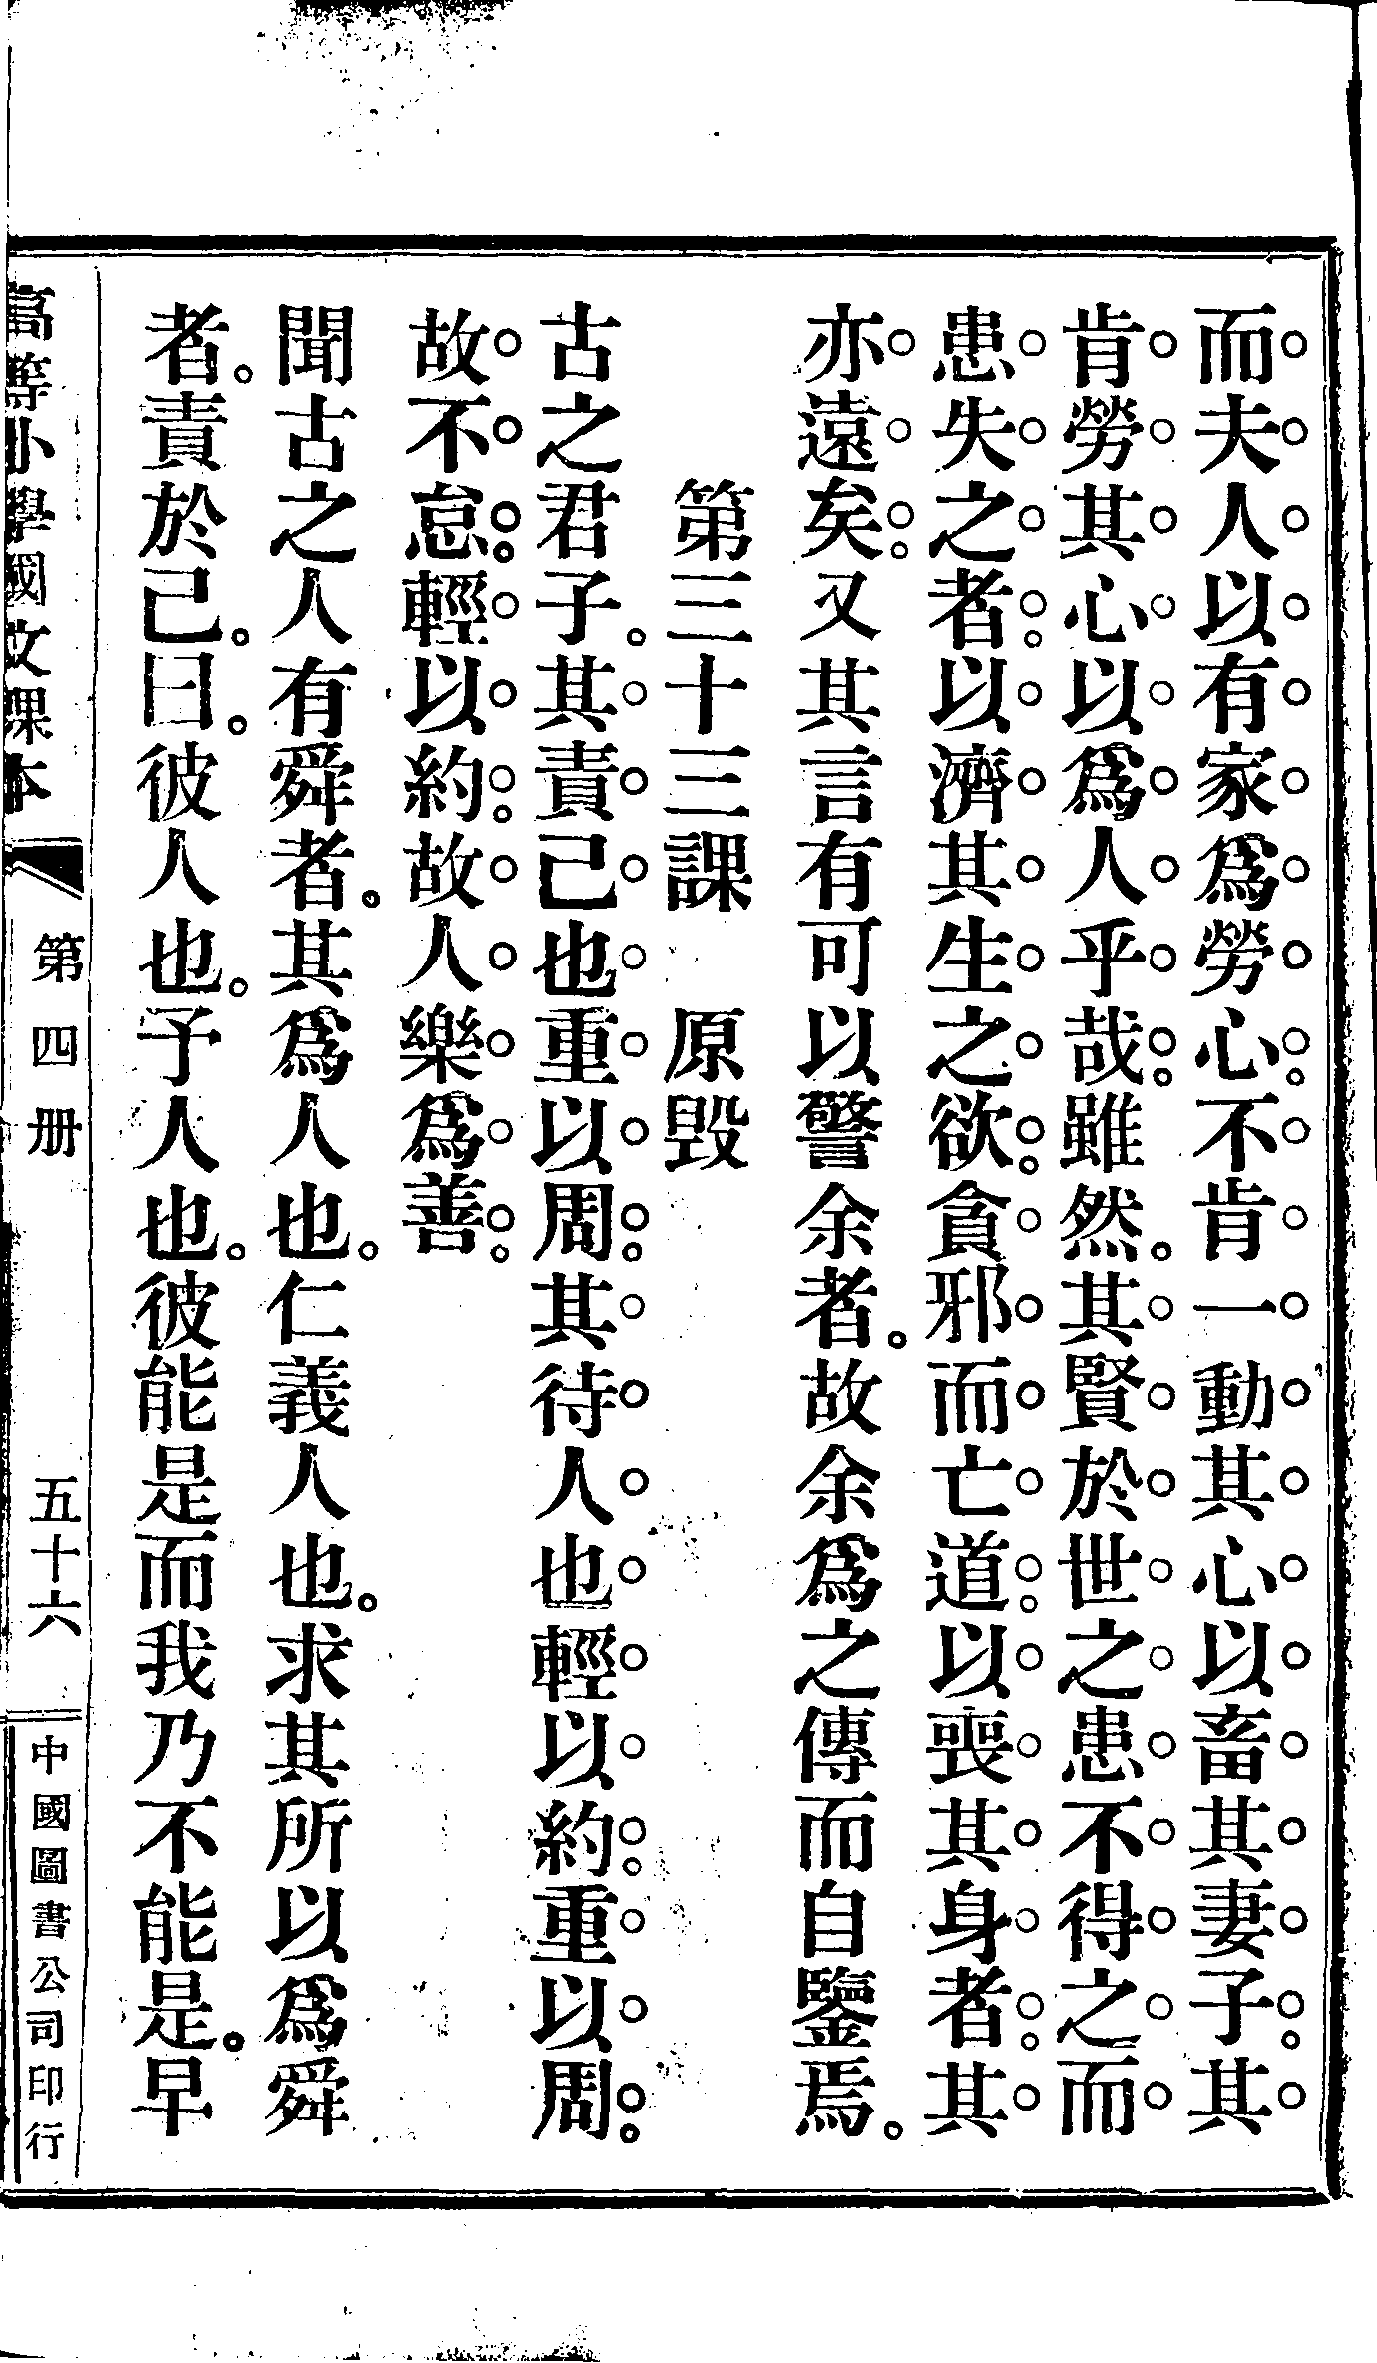 而夫人以有家爲勞心不肯一動其心以畜其妻子其
肯勞其心以爲人乎哉雖然。其賢於世之患不得之而
患失之者以濟其生之欲貪邪而亡道以喪其身者其
亦遠矣又其言有可以警余者。故余爲之傳而自鑒焉。
第三十三課　原毁
古之君子。其責己也重以周其待人也輕以約重以周。
故不怠輕以約故人樂爲善。
聞古之人有舜者。其爲人也。仁義人也。求其所以爲舜
者。責於己。曰。彼人也。予人也。彼能是而我乃不能是。早
高等小學國文課本
第四册
五十六
中國圖書公司印行